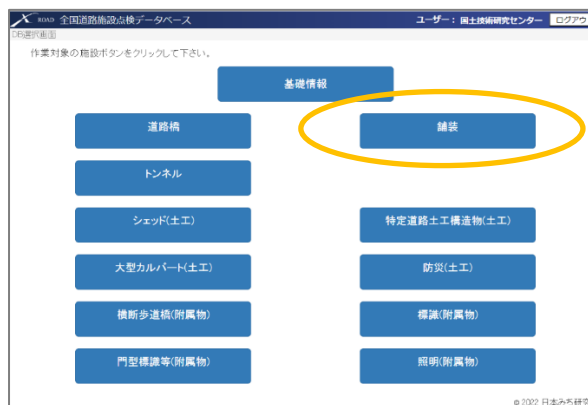 X ROAD 全国道路施設点検データベース ユーザー： 国土技術研究センター ログアウ
DB選択画面
作業対象の施設ボタンをクリックして下さい。
基礎情報
道路橋 舗装
トンネル
シェッド(土工) 特定道路土工構造物(土工)
大型カルバート(土工) 防災(土工)
横断歩道橋(附属物) 標識(附属物)
門型標識等(附属物) 照明(附属物)
© 2022 日本みち研究